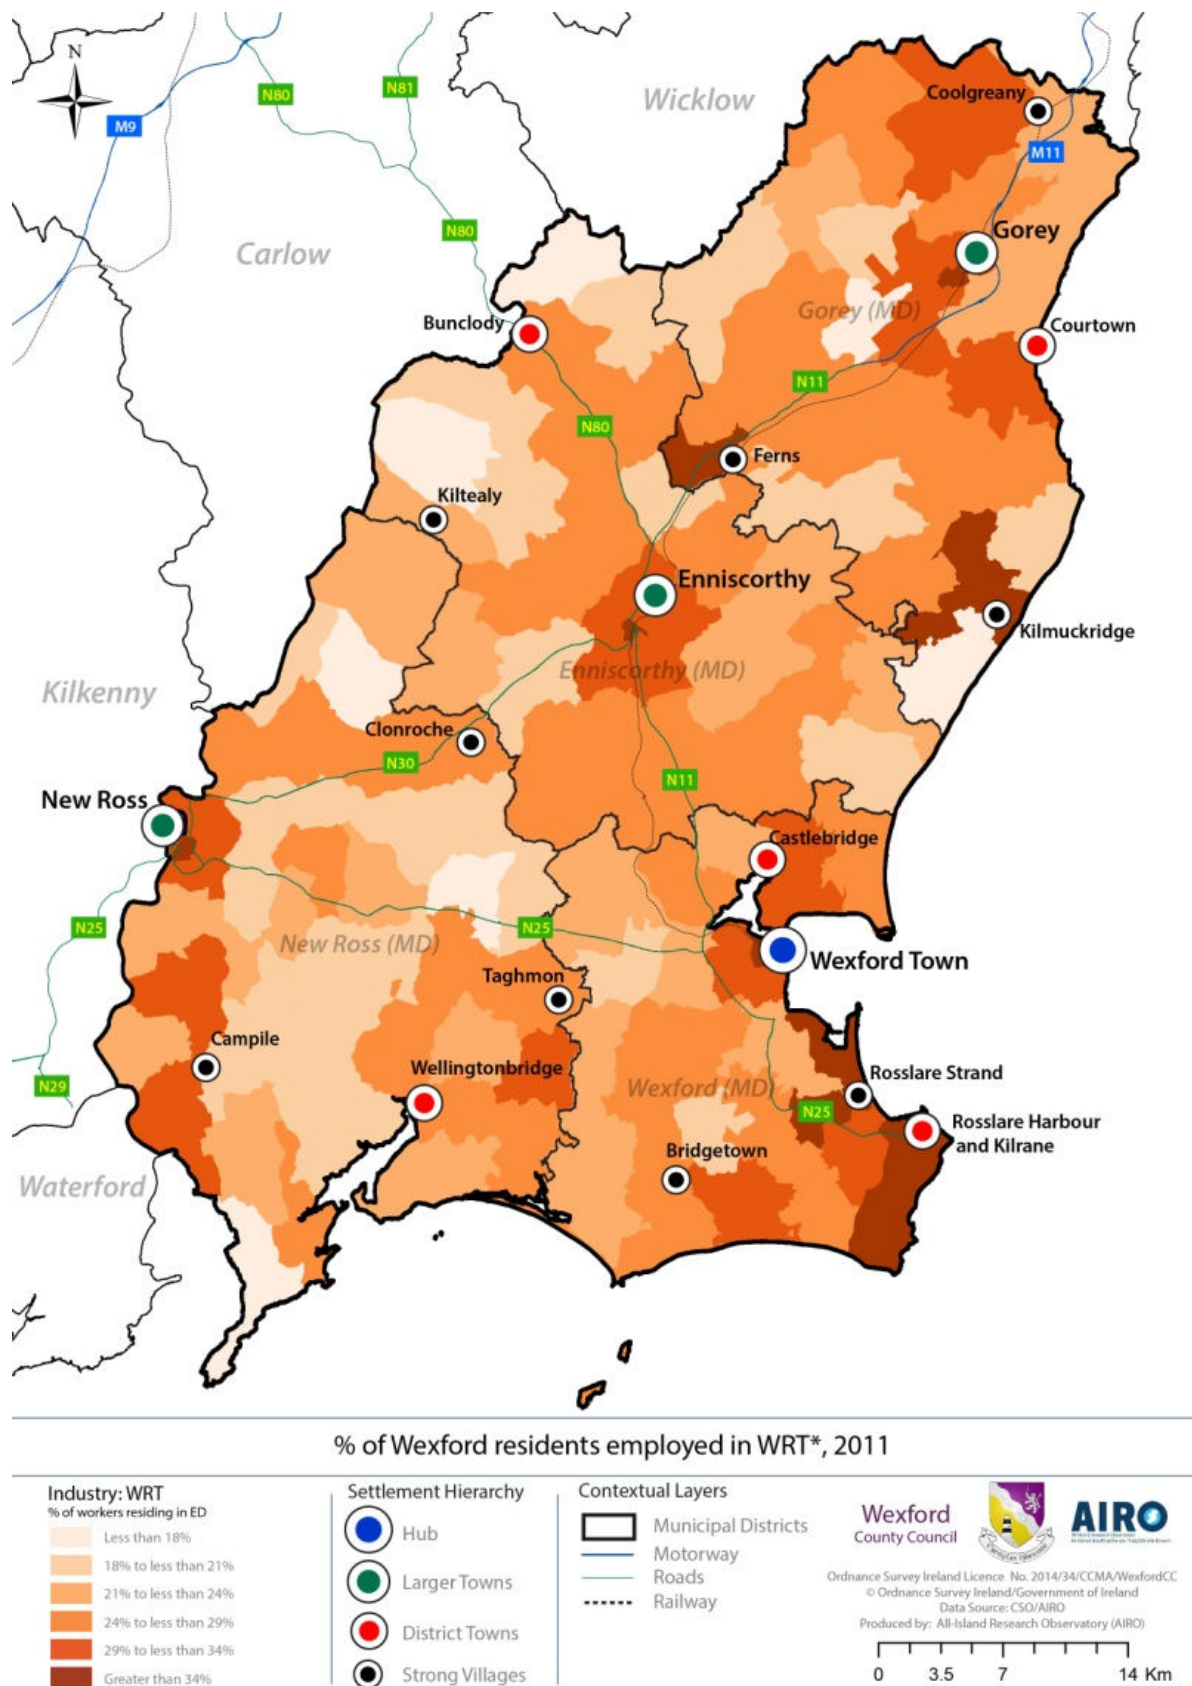 N
Wicklow
N80
N81
M9
Coolgreany
M11
N80
Carlow
Gorey
Gorey (MD)
Bunclody
Courtown
N11
N80
Ferns
Kiltealy
Enniscorthy
Kilmuckridge
Enniscorthy (MD)
Kilkenny
Clonroche
N30
N11
New Ross
Castlebridge
N25
N25
New Ross (MD)
Wexford Town
Taghmon
Campile
Wellingtonbridge
Rosslare Strand
N29
Wexford (MD)
N25
Rosslare Harbour
and Kilrane
Bridgetown
Waterford
% of Wexford residents employed in WRT*, 2011
Industry: WRT
% of workers residing in ED
Less than 18%
18% to less than 21%
21% to less than 24%
24% to less than 29%
29% to less than 34%
Greater than 34%
Settlement Hierarchy
Hub
Larger Towns
District Towns
Strong Villages
Contextual Layers
Municipal Districts
Motorway
Roads
Railway
Wexford
County Council
AIRO
Ordnance Survey Ireland Licence No. 2014/34/CCMA/WexfordCC
© Ordnance Survey Ireland/Government of Ireland
Data Source: CSO/AIRO
Produced by: All-Island Research Observatory (AIRO)
0 3.5 7 14 Km